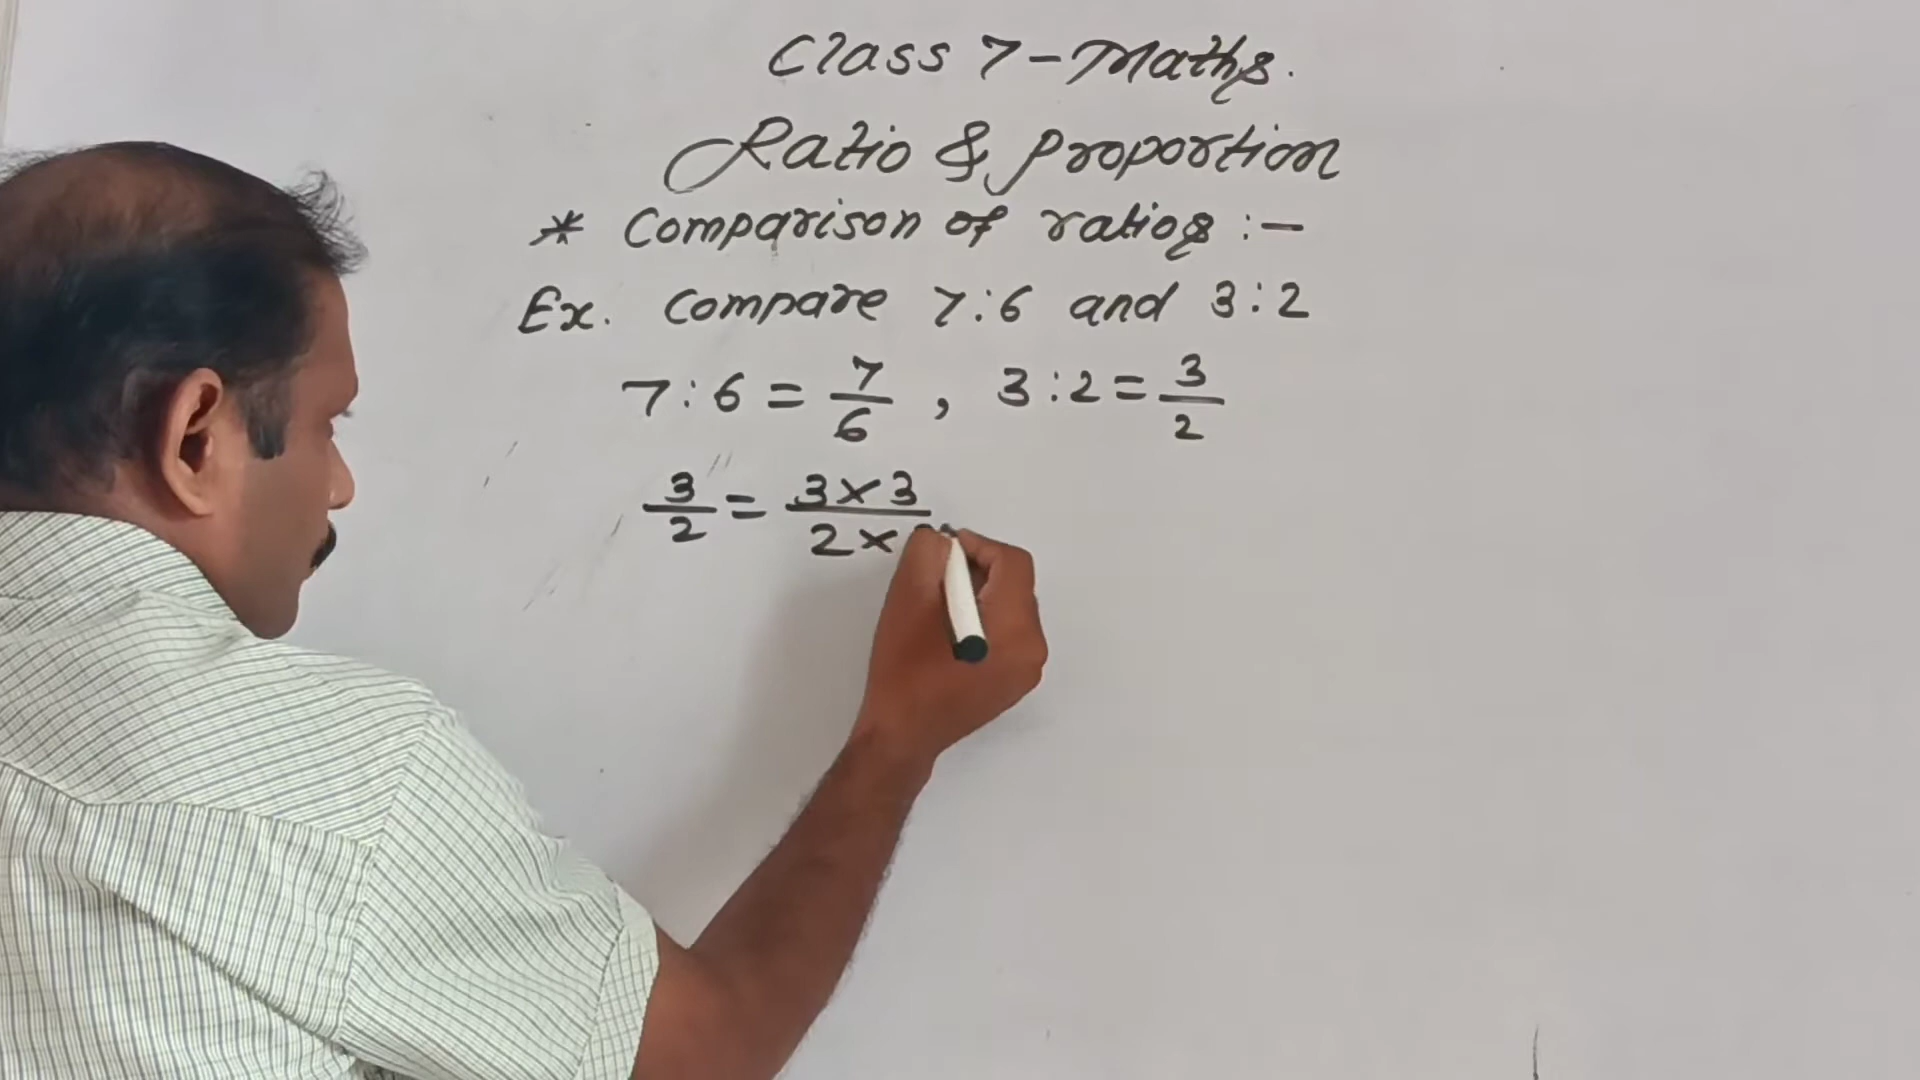 Class 7 - Maths.
Ratio & proportion
* Comparison of ratios :-
Ex. Compare 7:6 and 3:2
7:6 = 7/6 , 3:2 = 3/2
3/2 = 3×3/2×